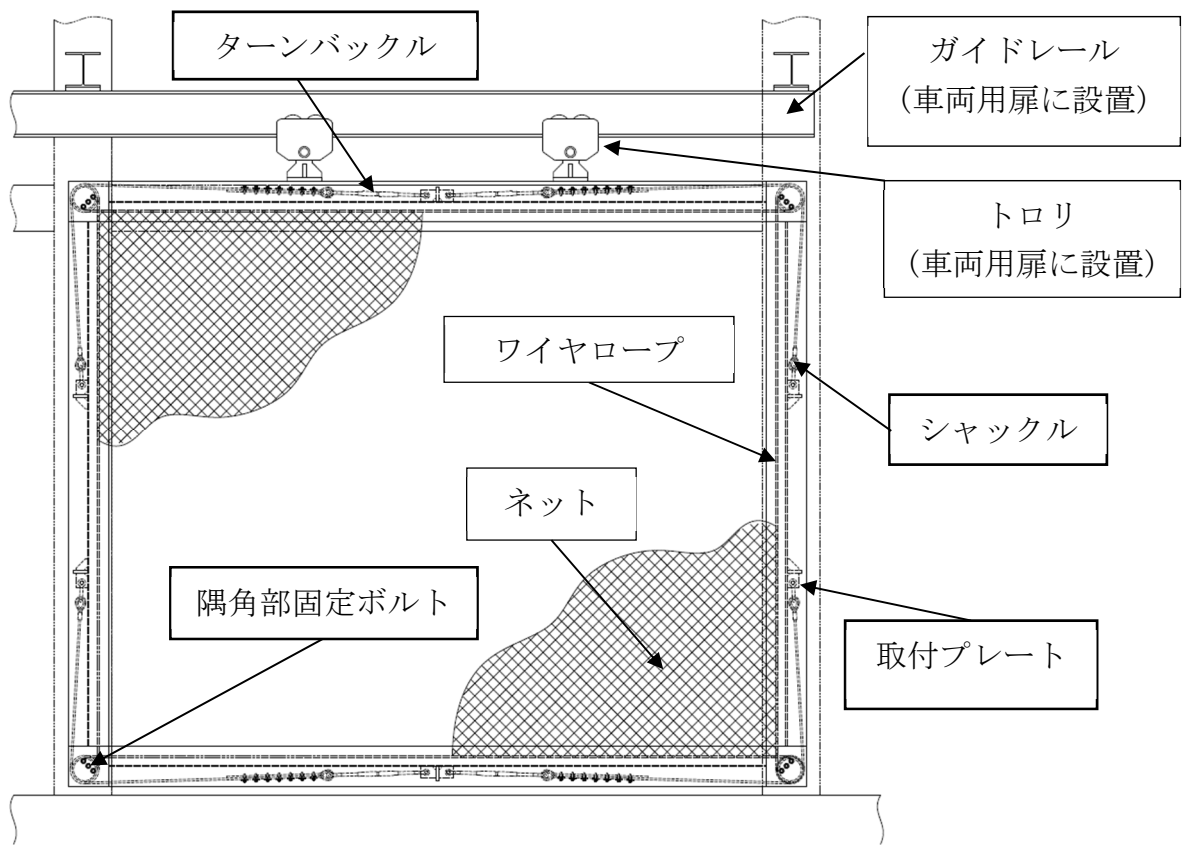 ターンバックル
ガイドレール
（車両用扉に設置）
トロリ
（車両用扉に設置）
ワイヤロープ
シャックル
ネット
隅角部固定ボルト
取付プレート